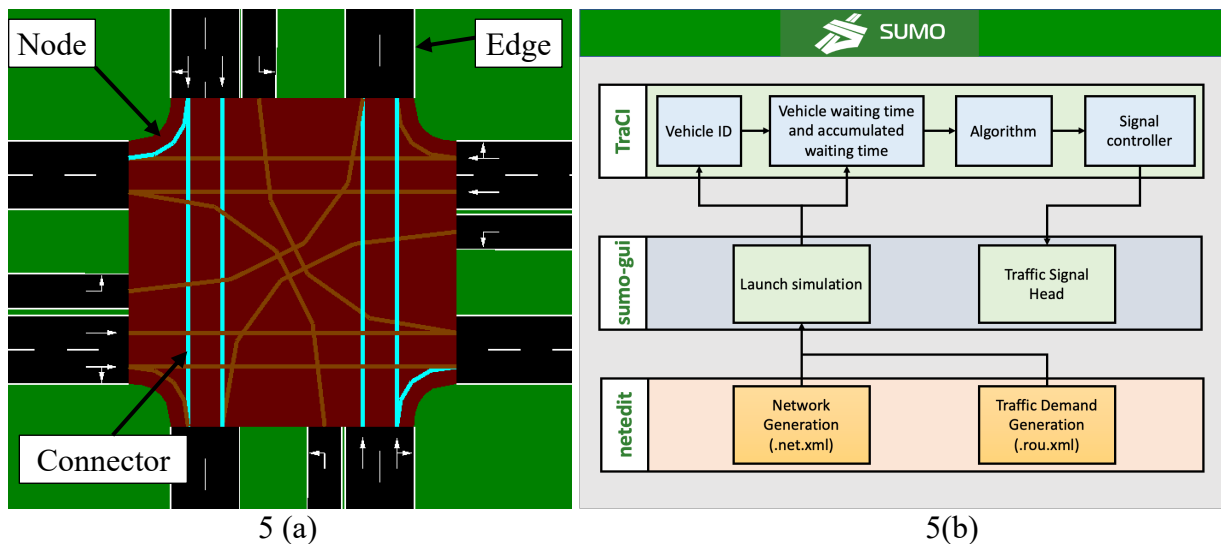 Node
Edge
Connector
5 (a)
SUMO
TraCI
Vehicle ID
Vehicle waiting time
and accumulated
waiting time
Algorithm
Signal
controller
sumo-gui
Launch simulation
Traffic Signal
Head
netedit
Network
Generation
(.net.xml)
Traffic Demand
Generation
(.rou.xml)
5(b)